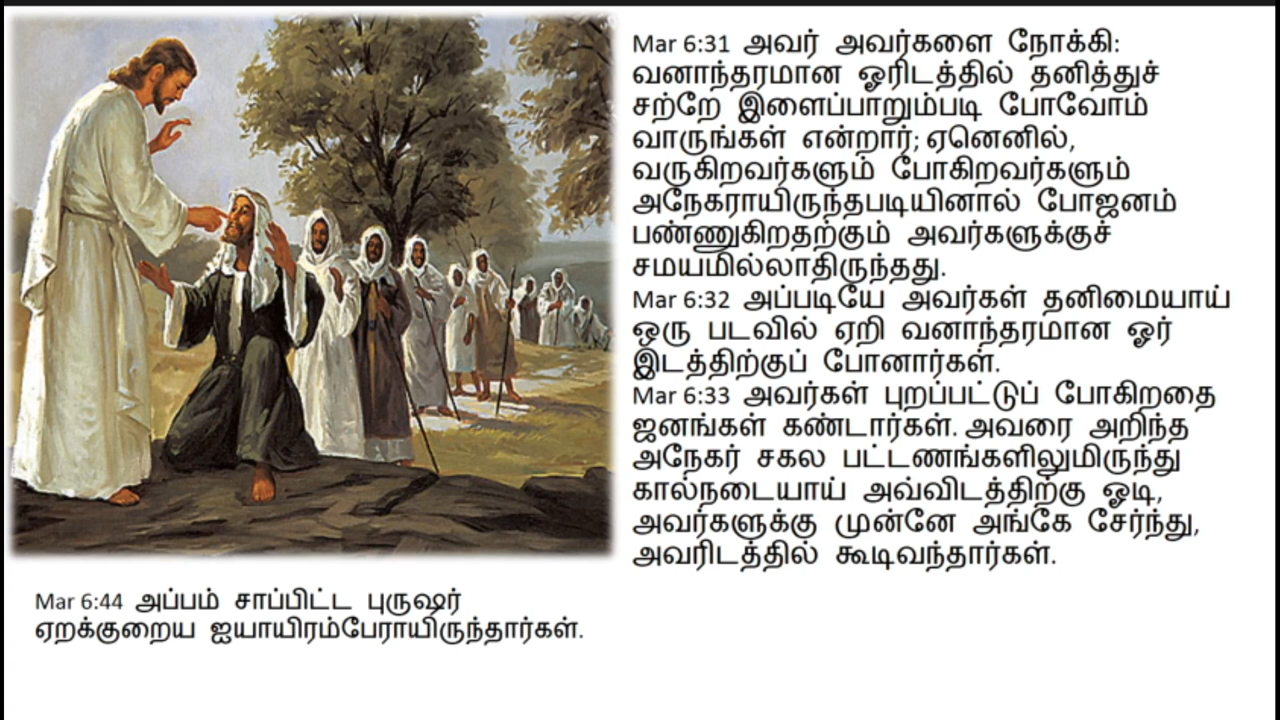 Mar 6:31 அவர் அவர்களை நோக்கி:
வனாந்தரமான ஓரிடத்தில் தனித்துச்
சற்றே இளைப்பாறும்படி போவோம்
வாருங்கள் என்றார்; ஏனெனில்,
வருகிறவர்களும் போகிறவர்களும்
அநேகராயிருந்தபடியினால் போஜனம்
பண்ணுகிறதற்கும் அவர்களுக்குச்
சமயமில்லாதிருந்தது.
Mar 6:32 அப்படியே அவர்கள் தனிமையாய்
ஒரு படவில் ஏறி வனாந்தரமான ஓர்
இடத்திற்குப் போனார்கள்.
Mar 6:33 அவர்கள் புறப்பட்டுப் போகிறதை
ஜனங்கள் கண்டார்கள். அவரை அறிந்த
அநேகர் சகல பட்டணங்களிலுமிருந்து
கால்நடையாய் அவ்விடத்திற்கு ஓடி,
அவர்களுக்கு முன்னே அங்கே சேர்ந்து,
அவரிடத்தில் கூடிவந்தார்கள்.
Mar 6:44 அப்பம் சாப்பிட்ட புருஷர்
ஏறக்குறைய ஐயாயிரம்பேராயிருந்தார்கள்.